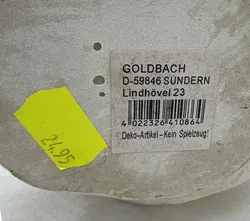 GOLDBACH
D-59846 SUNDERN
Lindhövel 23
4 022326 410864
Deko-Artikel-Kein Spielzeug!
24.95